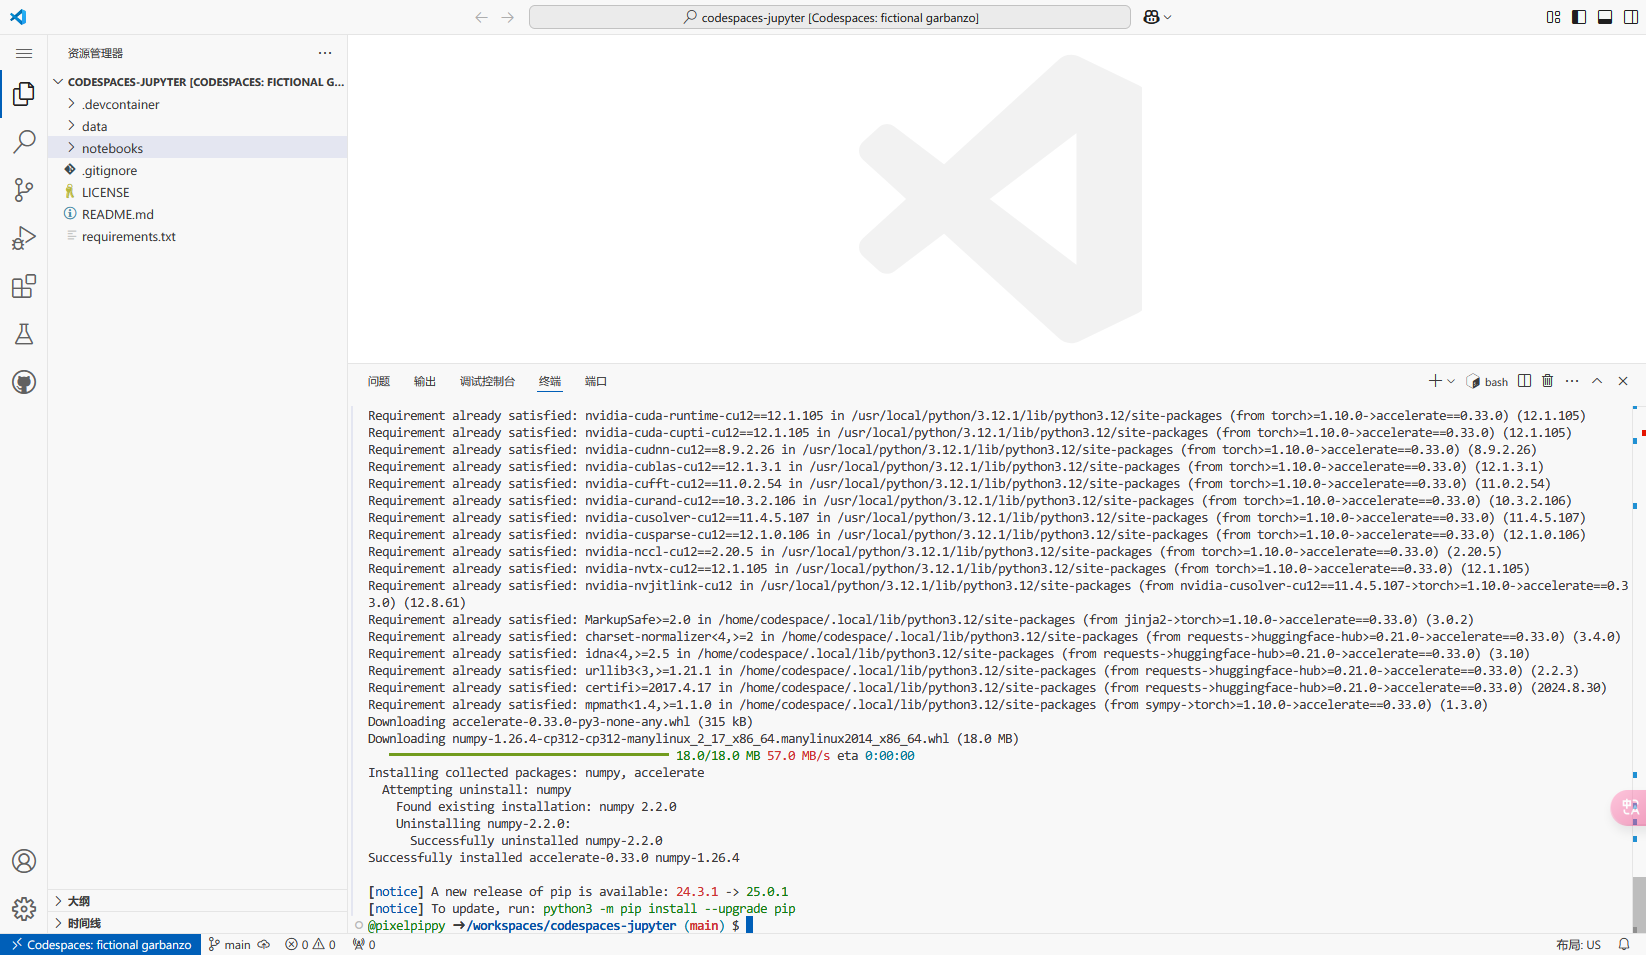 codespaces-jupyter [Codespaces: fictional garbanzo]
资源管理器
CODESPACES-JUPYTER [CODESPACES: FICTIONAL G...
.devcontainer
data
notebooks
.gitignore
LICENSE
README.md
requirements.txt
大纲
时间线
问题 输出 调试控制台 终端 端口
bash
Requirement already satisfied: nvidia-cuda-runtime-cu12==12.1.105 in /usr/local/python/3.12.1/lib/python3.12/site-packages (from torch>=1.10.0->accelerate==0.33.0) (12.1.105)
Requirement already satisfied: nvidia-cuda-cupti-cu12==12.1.105 in /usr/local/python/3.12.1/lib/python3.12/site-packages (from torch>=1.10.0->accelerate==0.33.0) (12.1.105)
Requirement already satisfied: nvidia-cudnn-cu12==8.9.2.26 in /usr/local/python/3.12.1/lib/python3.12/site-packages (from torch>=1.10.0->accelerate==0.33.0) (8.9.2.26)
Requirement already satisfied: nvidia-cublas-cu12==12.1.3.1 in /usr/local/python/3.12.1/lib/python3.12/site-packages (from torch>=1.10.0->accelerate==0.33.0) (12.1.3.1)
Requirement already satisfied: nvidia-cufft-cu12==11.0.2.54 in /usr/local/python/3.12.1/lib/python3.12/site-packages (from torch>=1.10.0->accelerate==0.33.0) (11.0.2.54)
Requirement already satisfied: nvidia-curand-cu12==10.3.2.106 in /usr/local/python/3.12.1/lib/python3.12/site-packages (from torch>=1.10.0->accelerate==0.33.0) (10.3.2.106)
Requirement already satisfied: nvidia-cusolver-cu12==11.4.5.107 in /usr/local/python/3.12.1/lib/python3.12/site-packages (from torch>=1.10.0->accelerate==0.33.0) (11.4.5.107)
Requirement already satisfied: nvidia-cusparse-cu12==12.1.0.106 in /usr/local/python/3.12.1/lib/python3.12/site-packages (from torch>=1.10.0->accelerate==0.33.0) (12.1.0.106)
Requirement already satisfied: nvidia-nccl-cu12==2.20.5 in /usr/local/python/3.12.1/lib/python3.12/site-packages (from torch>=1.10.0->accelerate==0.33.0) (2.20.5)
Requirement already satisfied: nvidia-nvtx-cu12==12.1.105 in /usr/local/python/3.12.1/lib/python3.12/site-packages (from torch>=1.10.0->accelerate==0.33.0) (12.1.105)
Requirement already satisfied: nvidia-nvjitlink-cu12 in /usr/local/python/3.12.1/lib/python3.12/site-packages (from nvidia-cusolver-cu12==11.4.5.107->torch>=1.10.0->accelerate==0.3
3.0) (12.8.61)
Requirement already satisfied: MarkupSafe>=2.0 in /home/codespace/.local/lib/python3.12/site-packages (from jinja2->torch>=1.10.0->accelerate==0.33.0) (3.0.2)
Requirement already satisfied: charset-normalizer<4,>=2 in /home/codespace/.local/lib/python3.12/site-packages (from requests->huggingface-hub>=0.21.0->accelerate==0.33.0) (3.4.0)
Requirement already satisfied: idna<4,>=2.5 in /home/codespace/.local/lib/python3.12/site-packages (from requests->huggingface-hub>=0.21.0->accelerate==0.33.0) (3.10)
Requirement already satisfied: urllib3<3,>=1.21.1 in /home/codespace/.local/lib/python3.12/site-packages (from requests->huggingface-hub>=0.21.0->accelerate==0.33.0) (2.2.3)
Requirement already satisfied: certifi>=2017.4.17 in /home/codespace/.local/lib/python3.12/site-packages (from requests->huggingface-hub>=0.21.0->accelerate==0.33.0) (2024.8.30)
Requirement already satisfied: mpmath<1.4,>=1.1.0 in /home/codespace/.local/lib/python3.12/site-packages (from sympy->torch>=1.10.0->accelerate==0.33.0) (1.3.0)
Downloading accelerate-0.33.0-py3-none-any.whl (315 kB)
Downloading numpy-1.26.4-cp312-cp312-manylinux_2_17_x86_64.manylinux2014_x86_64.whl (18.0 MB)
18.0/18.0 MB 57.0 MB/s eta 0:00:00
Installing collected packages: numpy, accelerate
Attempting uninstall: numpy
Found existing installation: numpy 2.2.0
Uninstalling numpy-2.2.0:
Successfully uninstalled numpy-2.2.0
Successfully installed accelerate-0.33.0 numpy-1.26.4
[notice] A new release of pip is available: 24.3.1 -> 25.0.1
[notice] To update, run: python3 -m pip install --upgrade pip
@pixelpippy ➜/workspaces/codespaces-jupyter (main) $
Codespaces: fictional garbanzo main 0 0 0 布局: US